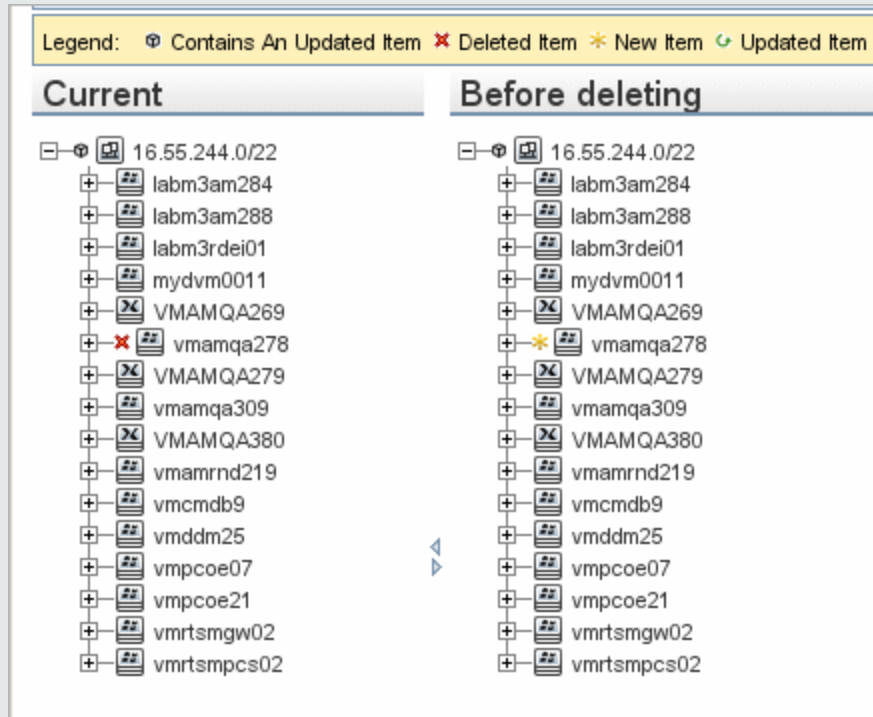 Legend: Contains An Updated Item Deleted Item New Item Updated Item
Current
16.55.244.0/22
labm3am284
labm3am288
labm3rdei01
mydvm0011
VMAMQA269
vmamqa278
VMAMQA279
vmamqa309
VMAMQA380
vmamrnd219
vmcmdb9
vmddm25
vmpcoe07
vmpcoe21
vmrtsmgw02
vmrtsmpcs02
Before deleting
16.55.244.0/22
labm3am284
labm3am288
labm3rdei01
mydvm0011
VMAMQA269
vmamqa278
VMAMQA279
vmamqa309
VMAMQA380
vmamrnd219
vmcmdb9
vmddm25
vmpcoe07
vmpcoe21
vmrtsmgw02
vmrtsmpcs02